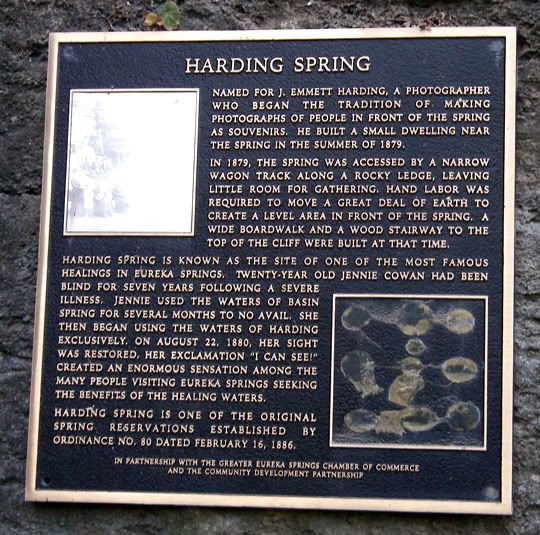 HARDING SPRING
NAMED FOR J. EMMETT HARDING, A PHOTOGRAPHER
WHO BEGAN THE TRADITION OF MAKING
PHOTOGRAPHS OF PEOPLE IN FRONT OF THE SPRING
AS SOUVENIRS. HE BUILT A SMALL DWELLING NEAR
THE SPRING IN THE SUMMER OF 1879.
IN 1879, THE SPRING WAS ACCESSED BY A NARROW
WAGON TRACK ALONG A ROCKY LEDGE, LEAVING
LITTLE ROOM FOR GATHERING. HAND LABOR WAS
REQUIRED TO MOVE A GREAT DEAL OF EARTH TO
CREATE A LEVEL AREA IN FRONT OF THE SPRING. A
WIDE BOARDWALK AND A WOOD STAIRWAY TO THE
TOP OF THE CLIFF WERE BUILT AT THAT TIME.
HARDING SPRING IS KNOWN AS THE SITE OF ONE OF THE MOST FAMOUS
HEALINGS IN EUREKA SPRINGS. TWENTY-YEAR OLD JENNIE COWAN HAD BEEN
BLIND FOR SEVEN YEARS FOLLOWING A SEVERE
ILLNESS. JENNIE USED THE WATERS OF BASIN
SPRING FOR SEVERAL MONTHS TO NO AVAIL. SHE
THEN BEGAN USING THE WATERS OF HARDING
EXCLUSIVELY. ON AUGUST 22, 1880, HER SIGHT
WAS RESTORED. HER EXCLAMATION "I CAN SEE!"
CREATED AN ENORMOUS SENSATION AMONG THE
MANY PEOPLE VISITING EUREKA SPRINGS SEEKING
THE BENEFITS OF THE HEALING WATERS.
HARDING SPRING IS ONE OF THE ORIGINAL
SPRING RESERVATIONS ESTABLISHED BY
ORDINANCE NO. 80 DATED FEBRUARY 16, 1886.
IN PARTNERSHIP WITH THE GREATER EUREKA SPRINGS CHAMBER OF COMMERCE
AND THE COMMUNITY DEVELOPMENT PARTNERSHIP